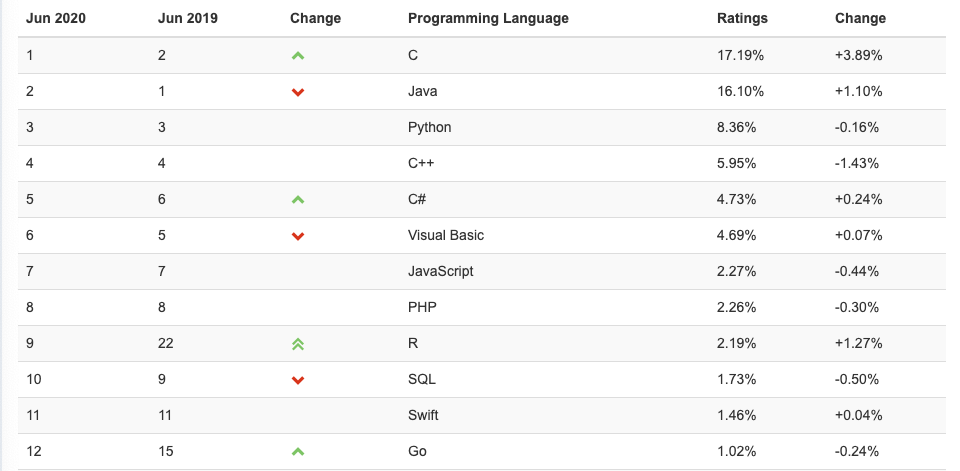 Jun 2020 Jun 2019 Change Programming Language Ratings Change
1 2 C 17.19% +3.89%
2 1 Java 16.10% +1.10%
3 3 Python 8.36% -0.16%
4 4 C++ 5.95% -1.43%
5 6 C# 4.73% +0.24%
6 5 Visual Basic 4.69% +0.07%
7 7 JavaScript 2.27% -0.44%
8 8 PHP 2.26% -0.30%
9 22 R 2.19% +1.27%
10 9 SQL 1.73% -0.50%
11 11 Swift 1.46% +0.04%
12 15 Go 1.02% -0.24%